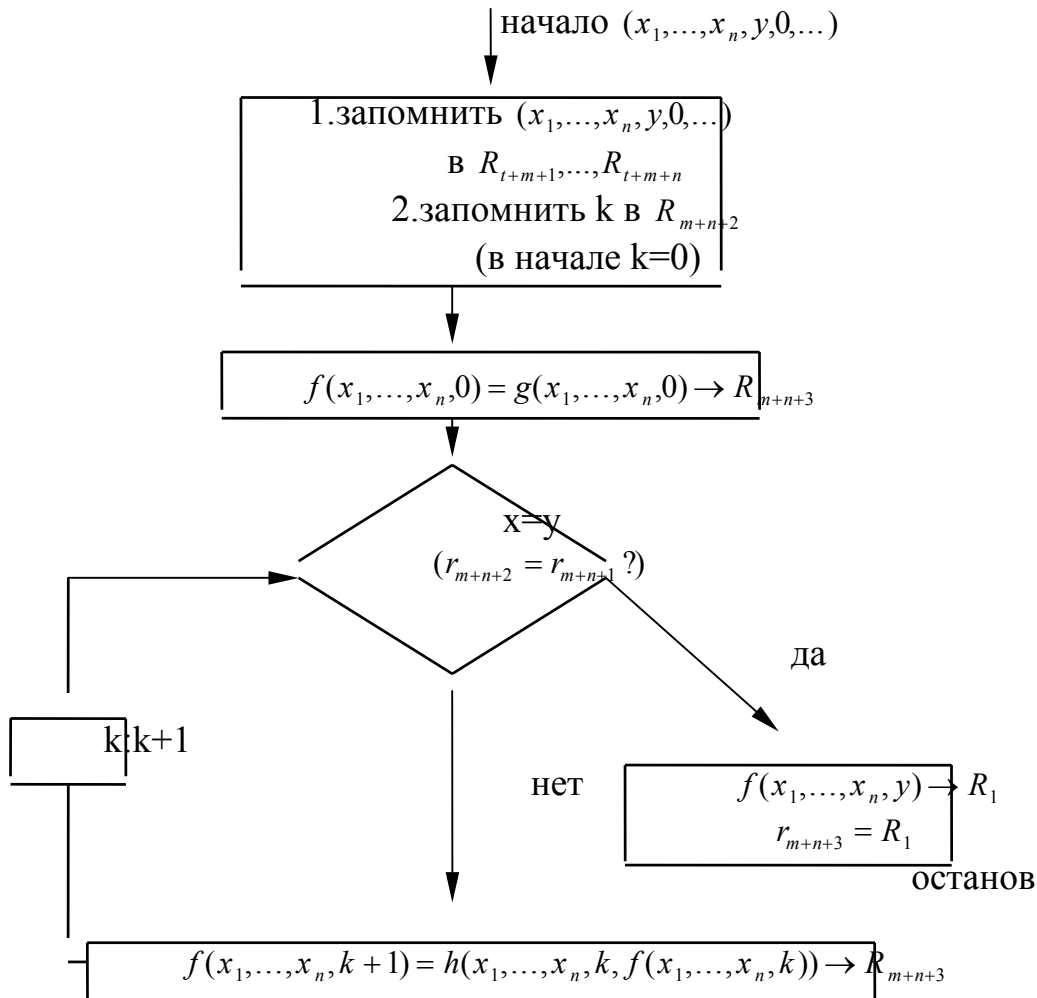 начало (x₁,...,xₙ,y,0,...)
1.запомнить (x₁,...,xₙ,y,0,...)
в R_{t+m+1},...,R_{t+m+n}
2.запомнить k в R_{m+n+2}
(в начале k=0)
f(x₁,...,xₙ,0) = g(x₁,...,xₙ,0) → R_{m+n+3}
x=y
(r_{m+n+2} = r_{m+n+1} ?)
да
k:k+1
нет
f(x₁,...,xₙ,y) → R₁
r_{m+n+3} = R₁
останов
f(x₁,...,xₙ,k+1) = h(x₁,...,xₙ,k,f(x₁,...,xₙ,k)) → R_{m+n+3}